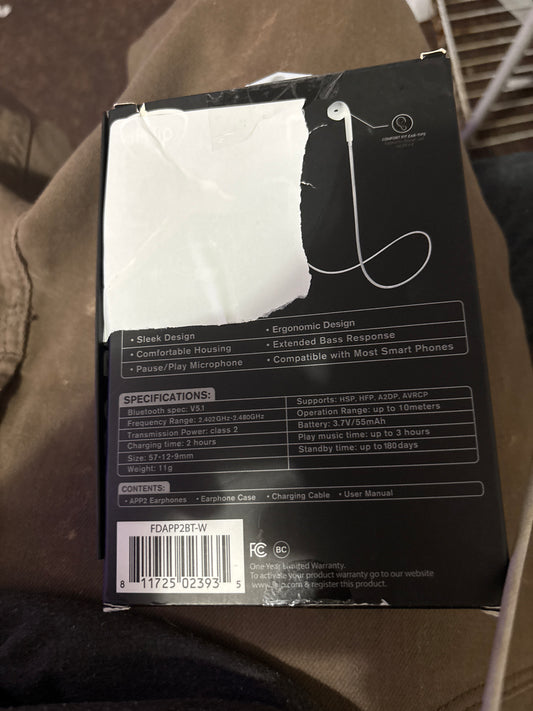 COMFORT FIT EAR-TIPS
• Sleek Design
• Ergonomic Design
• Comfortable Housing
• Extended Bass Response
• Pause/Play Microphone
• Compatible with Most Smart Phones
SPECIFICATIONS:
Bluetooth spec: V5.1
Frequency Range: 2.402GHz-2.480GHz
Transmission Power: class 2
Charging time: 2 hours
Size: 57-12-9mm
Weight: 11g
Supports: HSP, HFP, A2DP, AVRCP
Operation Range: up to 10meters
Battery: 3.7V/55mAh
Play music time: up to 3 hours
Standby time: up to 180days
CONTENTS:
• APP2 Earphones • Earphone Case • Charging Cable • User Manual
FDAPP2BT-W
8 11725 02393 5
FC BC
One Year Limited Warranty.
To activate your product warranty go to our website
& register this product.